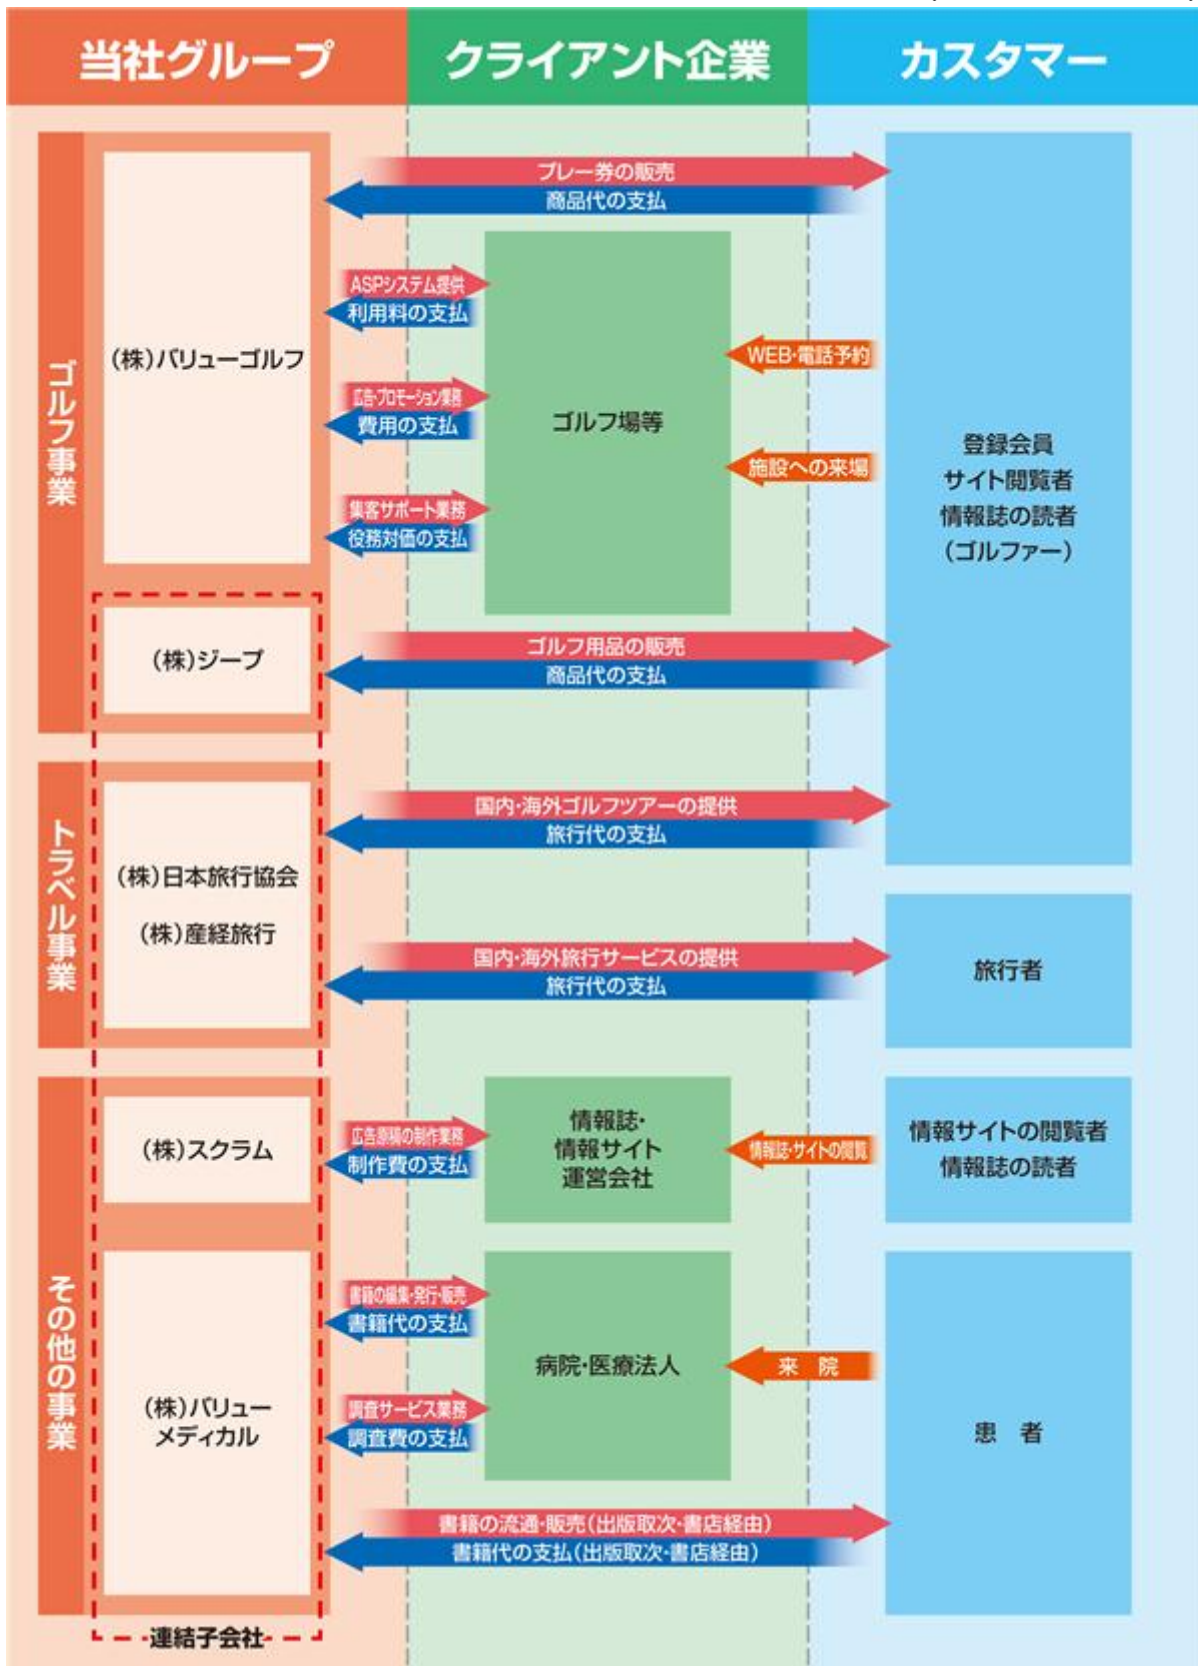 当社グループ
クライアント企業
カスタマー
ゴルフ事業
(株)バリューゴルフ
プレー券の販売
商品代の支払
ASPシステム提供
利用料の支払
広告・プロモーション業務
費用の支払
集客サポート業務
役務対価の支払
ゴルフ場等
WEB・電話予約
施設への来場
登録会員
サイト閲覧者
情報誌の読者
(ゴルファー)
(株)ジープ
ゴルフ用品の販売
商品代の支払
トラベル事業
(株)日本旅行協会
(株)産経旅行
国内・海外ゴルフツアーの提供
旅行代の支払
国内・海外旅行サービスの提供
旅行代の支払
旅行者
その他の事業
(株)スクラム
広告原稿の制作業務
制作費の支払
情報誌・
情報サイト
運営会社
情報誌・サイトの閲覧
情報サイトの閲覧者
情報誌の読者
(株)バリュー
メディカル
書籍の編集・発行・販売
書籍代の支払
調査サービス業務
調査費の支払
病院・医療法人
来 院
患 者
書籍の流通・販売(出版取次・書店経由)
書籍代の支払(出版取次・書店経由)
連結子会社